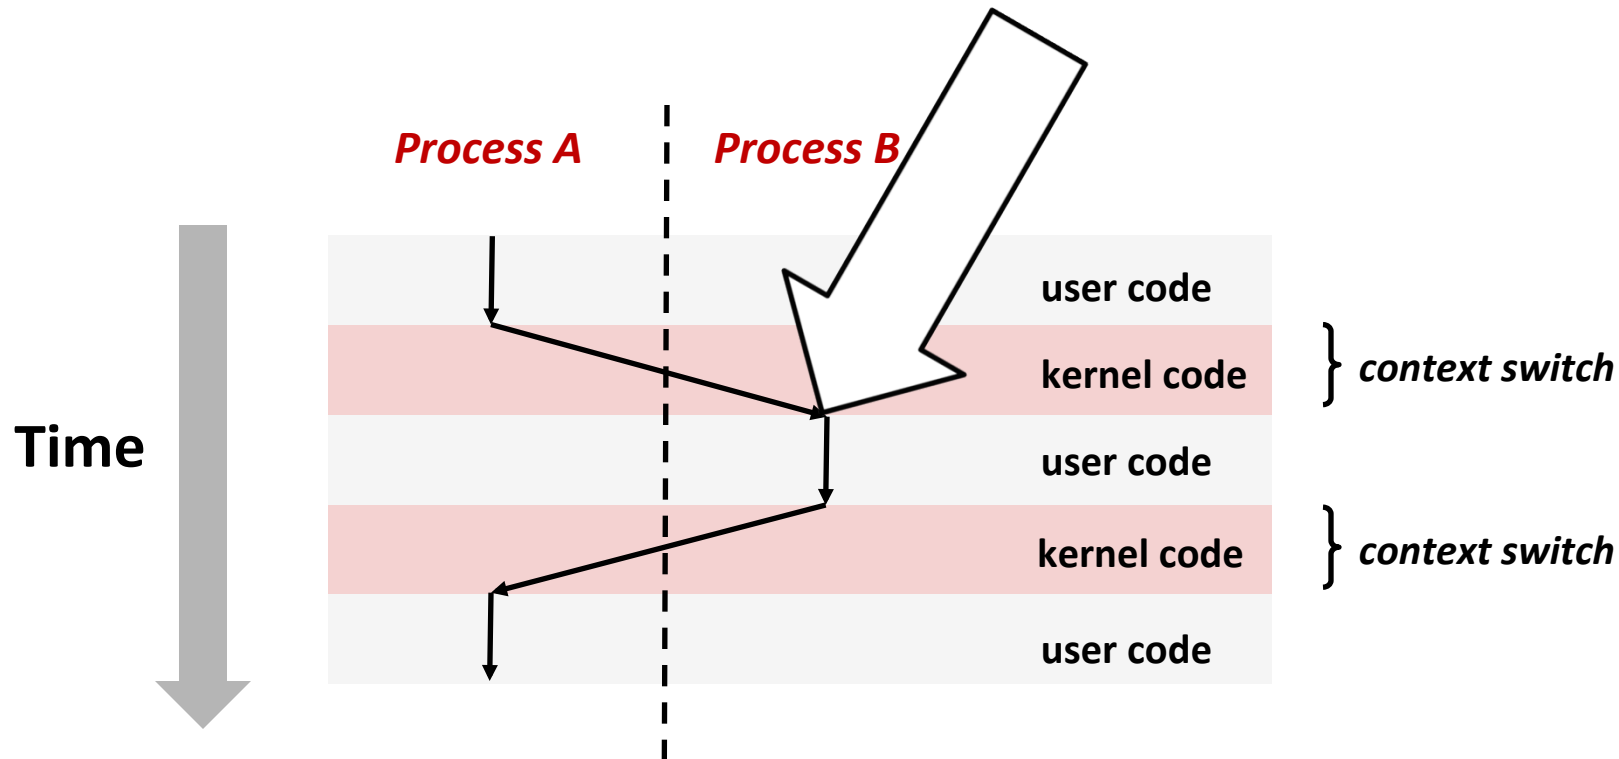 Process A
Process B
user code
kernel code
context switch
Time
user code
kernel code
context switch
user code